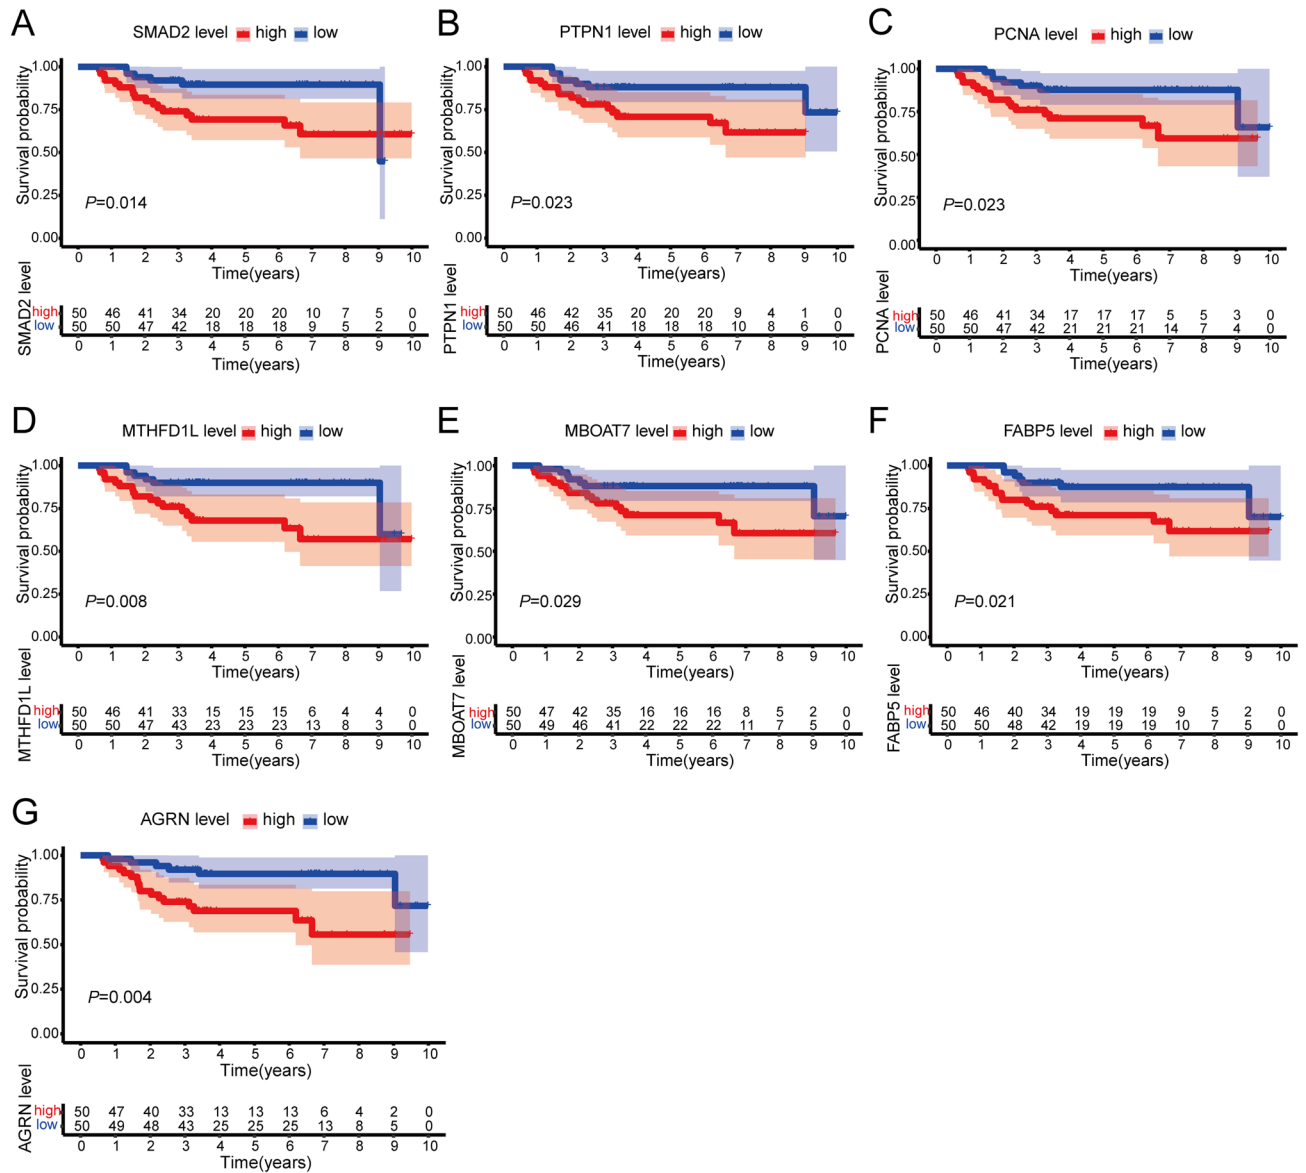 A
SMAD2 level high low
Survival probability
1.00
0.75
0.50
0.25
0.00
P=0.014
0 1 2 3 4 5 6 7 8 9 10
Time(years)
SMAD2 level
high 50 46 41 34 20 20 20 10 7 5 0
low 50 50 47 42 18 18 18 9 5 2 0
0 1 2 3 4 5 6 7 8 9 10
Time(years)
B
PTPN1 level high low
Survival probability
1.00
0.75
0.50
0.25
0.00
P=0.023
0 1 2 3 4 5 6 7 8 9 10
Time(years)
PTPN1 level
high 50 46 42 35 20 20 20 9 4 1 0
low 50 50 46 41 18 18 18 10 8 6 0
0 1 2 3 4 5 6 7 8 9 10
Time(years)
C
PCNA level high low
Survival probability
1.00
0.75
0.50
0.25
0.00
P=0.023
0 1 2 3 4 5 6 7 8 9 10
Time(years)
PCNA level
high 50 46 41 34 17 17 17 5 5 3 0
low 50 50 47 42 21 21 21 14 7 4 0
0 1 2 3 4 5 6 7 8 9 10
Time(years)
D
MTHFD1L level high low
Survival probability
1.00
0.75
0.50
0.25
0.00
P=0.008
0 1 2 3 4 5 6 7 8 9 10
Time(years)
MTHFD1L level
high 50 46 41 33 15 15 15 6 4 4 0
low 50 50 47 43 23 23 23 13 8 3 0
0 1 2 3 4 5 6 7 8 9 10
Time(years)
E
MBOAT7 level high low
Survival probability
1.00
0.75
0.50
0.25
0.00
P=0.029
0 1 2 3 4 5 6 7 8 9 10
Time(years)
MBOAT7 level
high 50 47 42 35 16 16 16 8 5 2 0
low 50 49 46 41 22 22 22 11 7 5 0
0 1 2 3 4 5 6 7 8 9 10
Time(years)
F
FABP5 level high low
Survival probability
1.00
0.75
0.50
0.25
0.00
P=0.021
0 1 2 3 4 5 6 7 8 9 10
Time(years)
FABP5 level
high 50 46 40 34 19 19 19 9 5 2 0
low 50 50 48 42 19 19 19 10 7 5 0
0 1 2 3 4 5 6 7 8 9 10
Time(years)
G
AGRN level high low
Survival probability
1.00
0.75
0.50
0.25
0.00
P=0.004
0 1 2 3 4 5 6 7 8 9 10
Time(years)
AGRN level
high 50 47 40 33 13 13 13 6 4 2 0
low 50 49 48 43 25 25 25 13 8 5 0
0 1 2 3 4 5 6 7 8 9 10
Time(years)